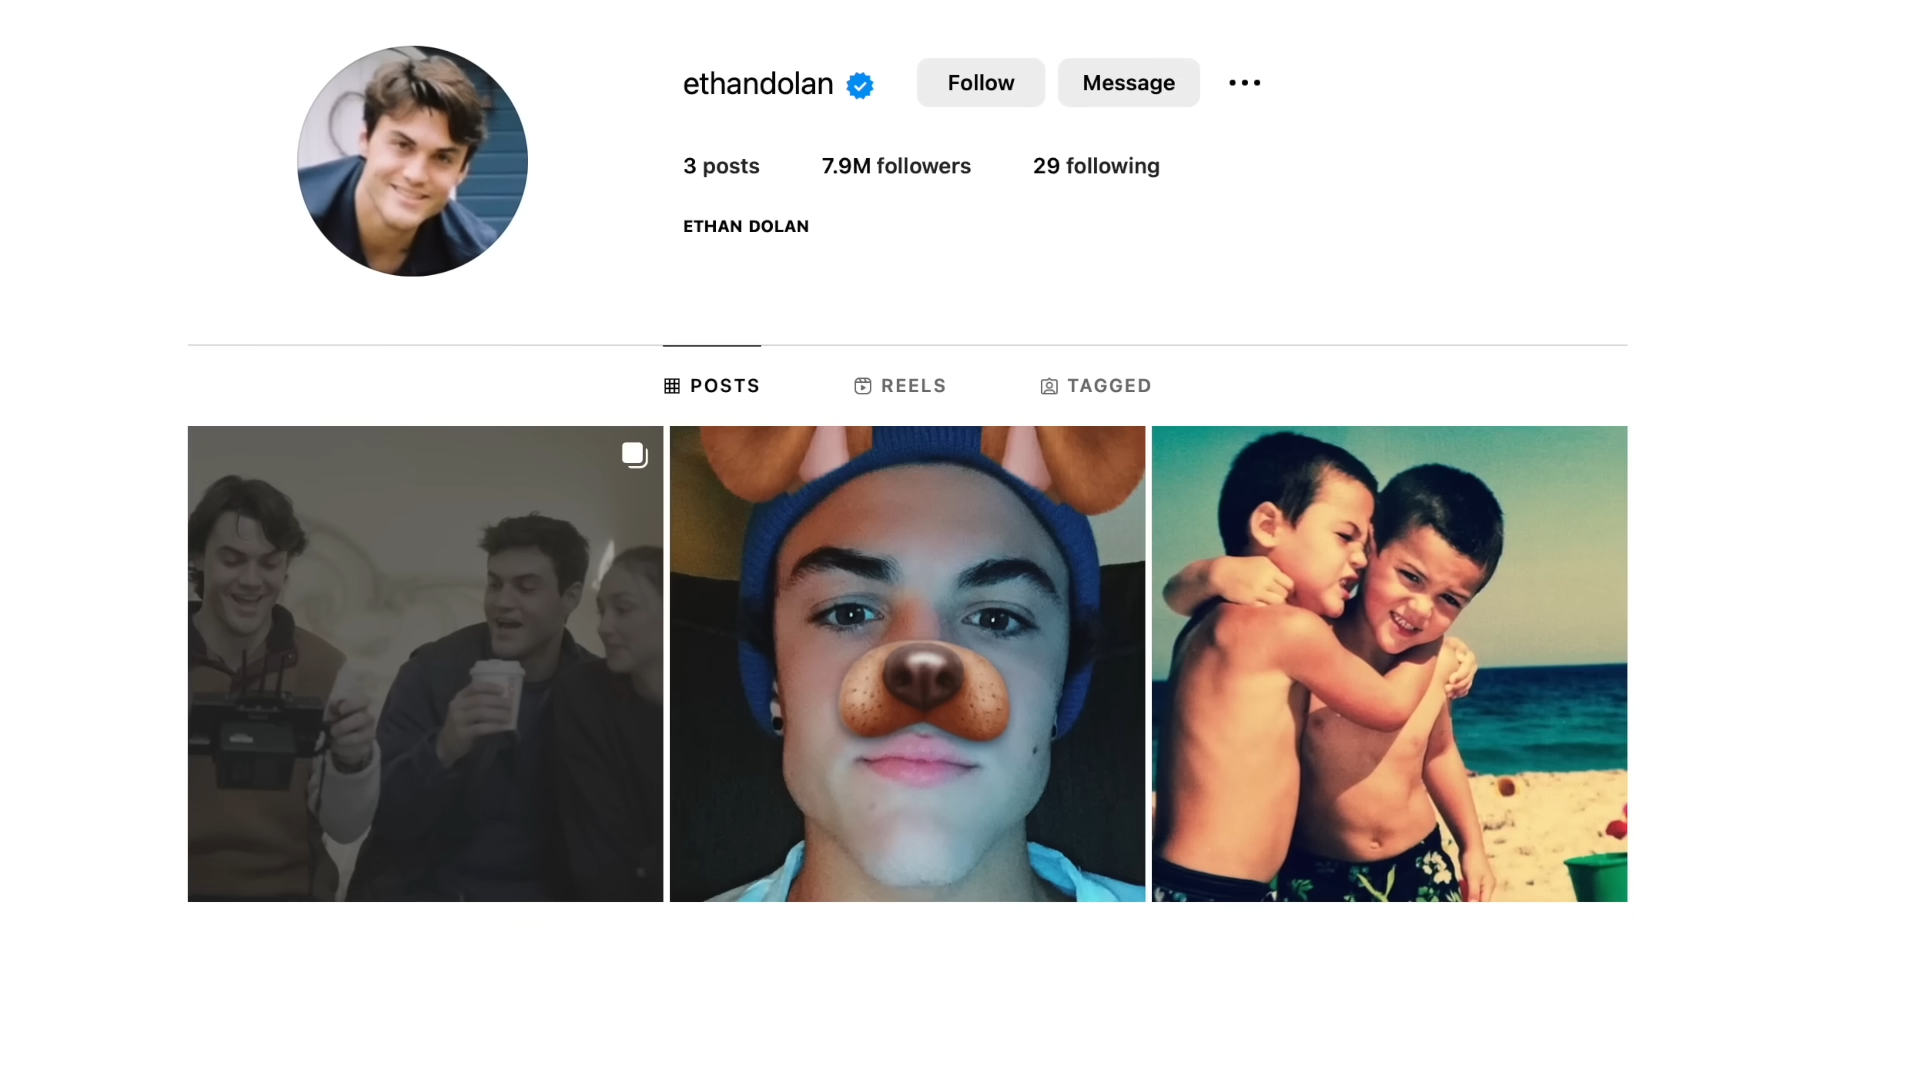 ethandolan Follow Message
3 posts 7.9M followers 29 following
ETHAN DOLAN
POSTS REELS TAGGED